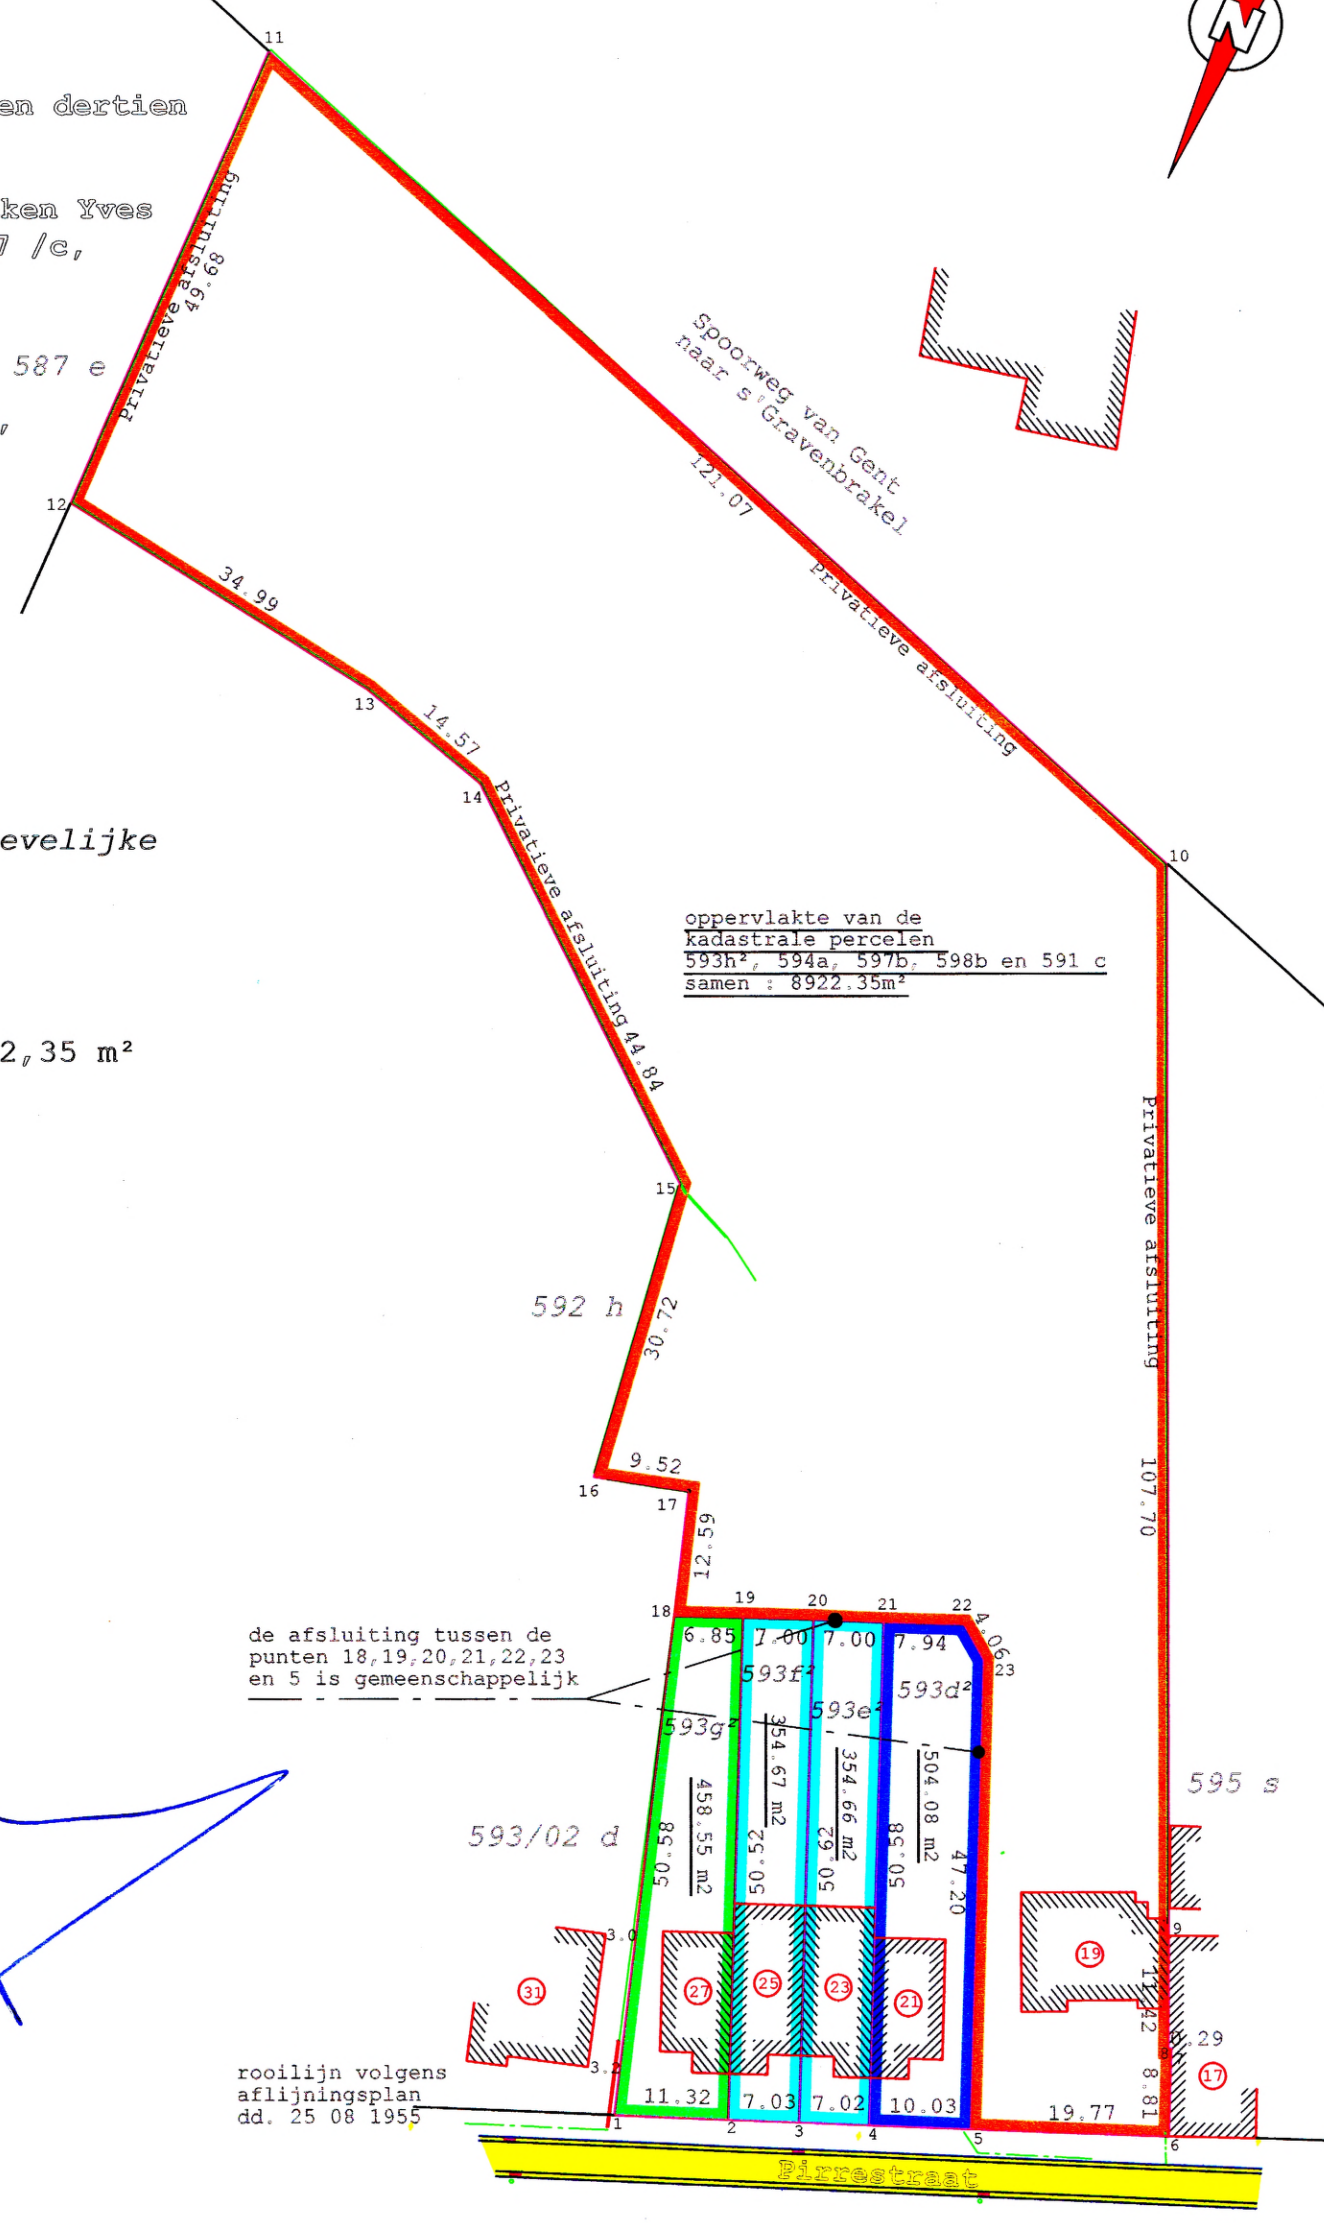 N
11
en dertien
ken Yves
7 /c,
587 e
,
Privatieve afsluiting
49.68
Spoorweg van Gent
naar s'Gravenbrakel
121.07
Privatieve afsluiting
12
34.99
13
14.57
14
Privatieve afsluiting 44.84
evelijke
10
oppervlakte van de
kadastrale percelen
593h², 594a, 597b, 598b en 591 c
samen : 8922.35m²
2,35 m²
Privatieve afsluiting
107.70
15
592 h
30.72
9.52
16
17
12.59
18
19
20
21
22
4.06
23
de afsluiting tussen de
punten 18,19,20,21,22,23
en 5 is gemeenschappelijk
6.85
7.00
7.00
7.94
593f²
593d²
593e²
593g²
354.67 m2
354.66 m2
504.08 m2
458.55 m2
595 s
593/02 d
50.58
50.52
50.62
50.58
47.20
3.0
9
19
31
27
25
23
21
11.42
.29
8
17
3.2
8.81
rooilijn volgens
aflijningsplan
dd. 25 08 1955
11.32
7.03
7.02
10.03
19.77
1
2
3
4
5
6
Pirrestraat